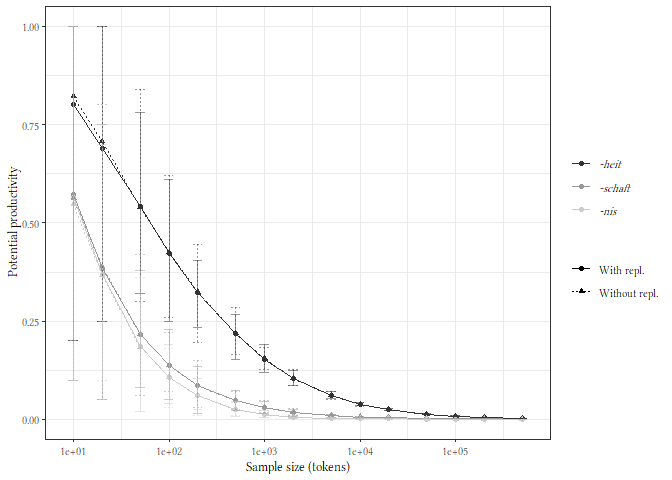 1.00
0.75
0.50
0.25
0.00
Potential productivity
1e+01
1e+02
1e+03
1e+04
1e+05
Sample size (tokens)
-heit
-schaft
-nis
With repl.
Without repl.